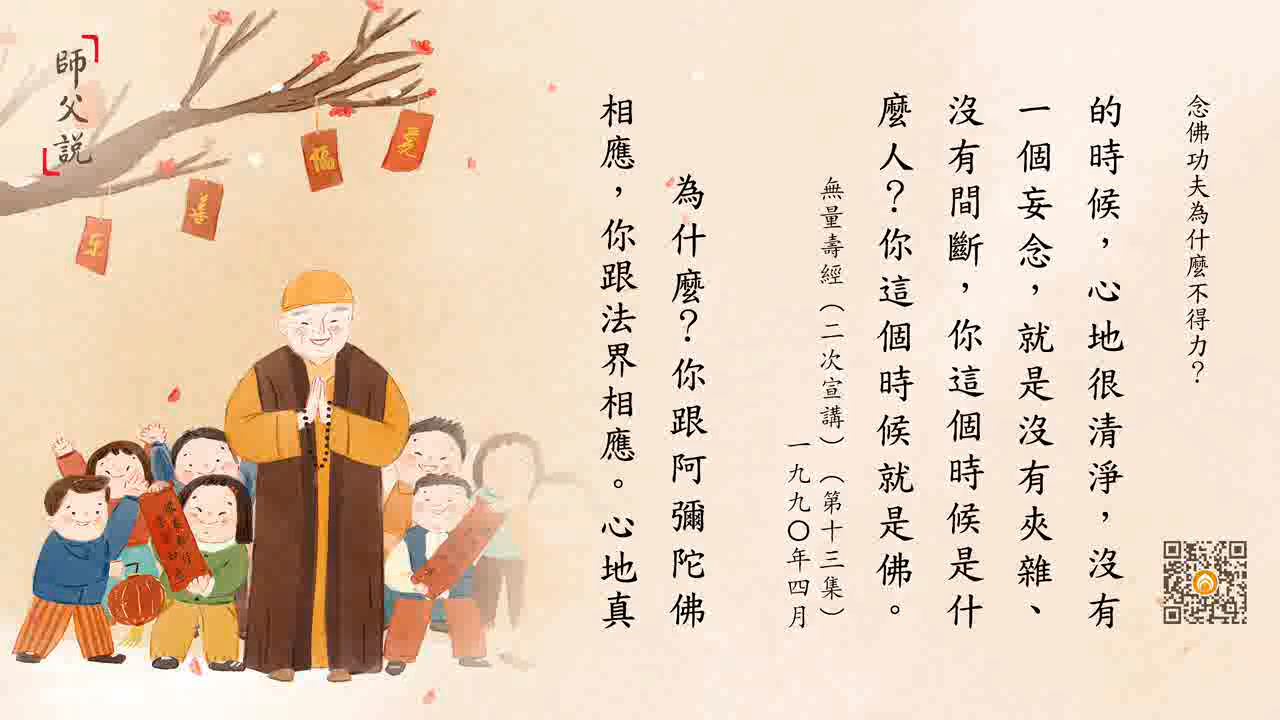 念佛功夫為什麼不得力？
的時候，心地很清淨，沒有
一個妄念，就是沒有夾雜、
沒有間斷，你這個時候是什
麼人？你這個時候就是佛。
無量壽經（二次宣講）（第十三集）
一九九〇年四月
為什麼？你跟阿彌陀佛
相應，你跟法界相應。心地真
師父説
福
善
乐